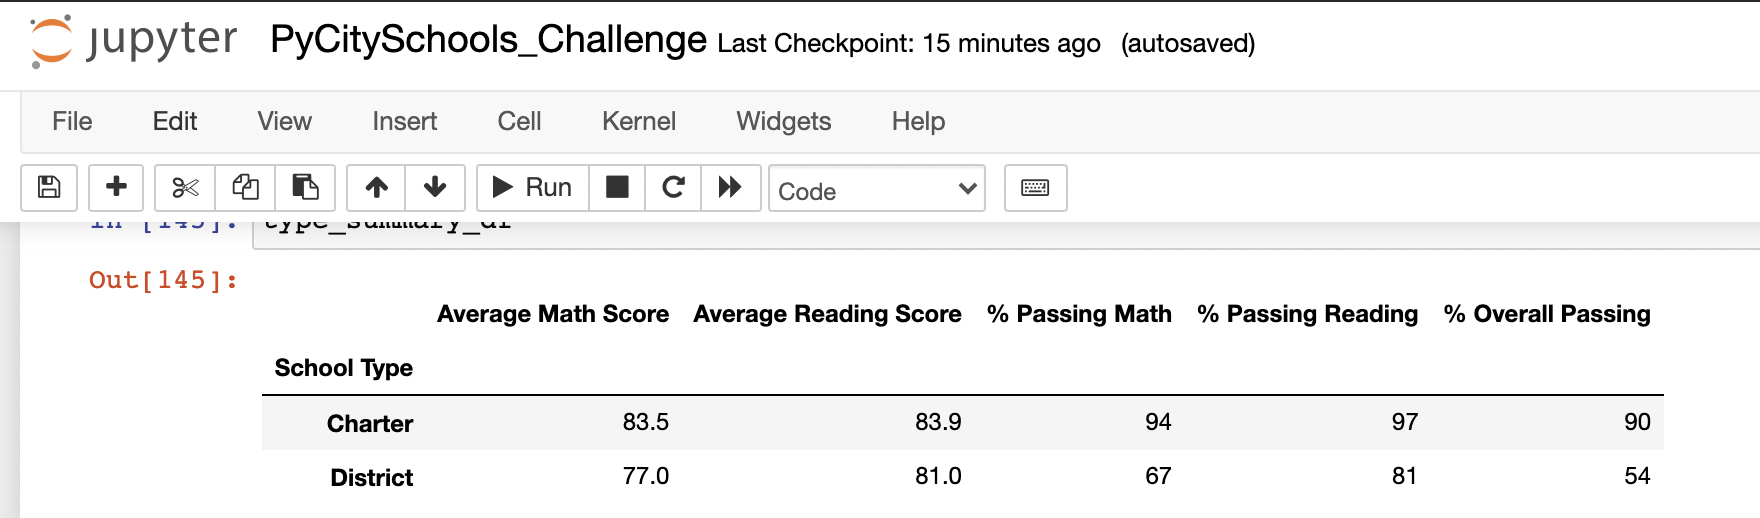 jupyter PyCitySchools_Challenge Last Checkpoint: 15 minutes ago (autosaved)
File Edit View Insert Cell Kernel Widgets Help
Run Code
In [145]: type_summary_df
Out[145]:
Average Math Score Average Reading Score % Passing Math % Passing Reading % Overall Passing
School Type
Charter 83.5 83.9 94 97 90
District 77.0 81.0 67 81 54